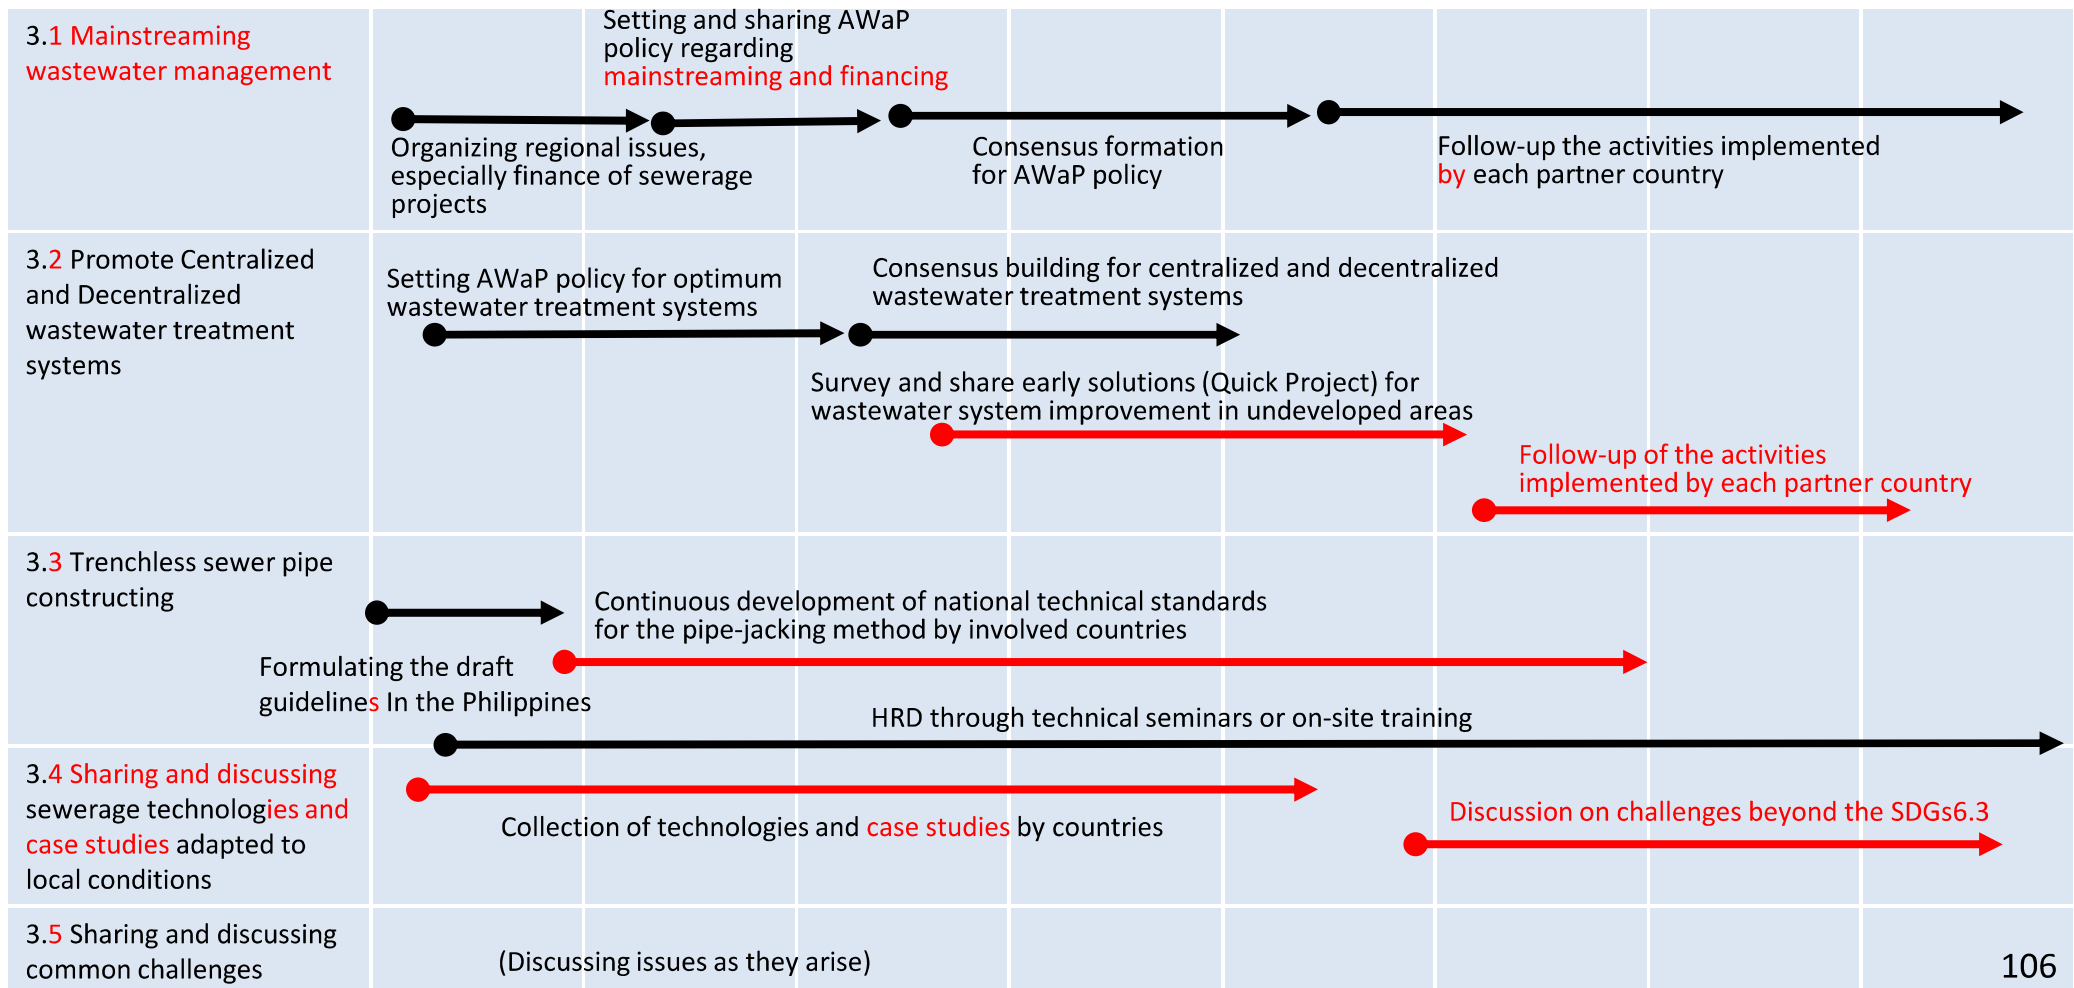 3.1 Mainstreaming
wastewater management
Setting and sharing AWaP
policy regarding
mainstreaming and financing
Organizing regional issues,
especially finance of sewerage
projects
Consensus formation
for AWaP policy
Follow-up the activities implemented
by each partner country
3.2 Promote Centralized
and Decentralized
wastewater treatment
systems
Setting AWaP policy for optimum
wastewater treatment systems
Consensus building for centralized and decentralized
wastewater treatment systems
Survey and share early solutions (Quick Project) for
wastewater system improvement in undeveloped areas
Follow-up of the activities
implemented by each partner country
3.3 Trenchless sewer pipe
constructing
Formulating the draft
guidelines In the Philippines
Continuous development of national technical standards
for the pipe-jacking method by involved countries
HRD through technical seminars or on-site training
3.4 Sharing and discussing
sewerage technologies and
case studies adapted to
local conditions
Collection of technologies and case studies by countries
Discussion on challenges beyond the SDGs6.3
3.5 Sharing and discussing
common challenges
(Discussing issues as they arise)
106